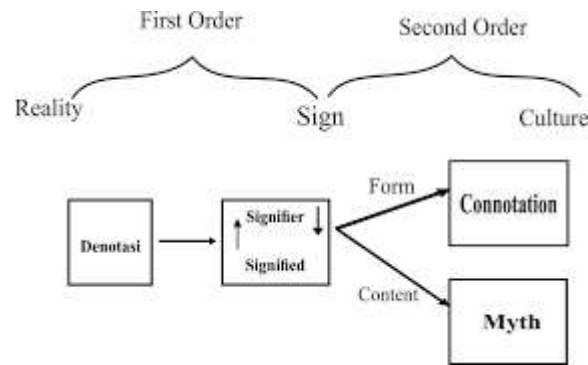 First Order
Second Order
Reality
Sign
Culture
Form
Connotation
Denotasi
Signifier
Signified
Content
Myth